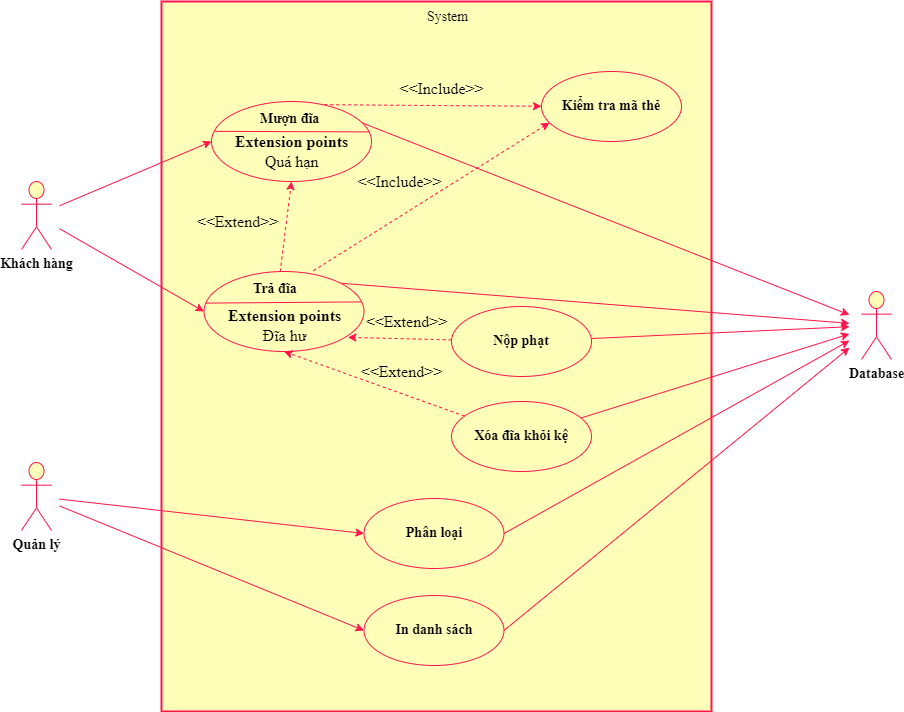 System
<<Include>>
Kiểm tra mã thẻ
Mượn đĩa
Extension points
Quá hạn
<<Include>>
<<Extend>>
Khách hàng
Trả đĩa
Extension points
Đĩa hư
<<Extend>>
Nộp phạt
<<Extend>>
Database
Xóa đĩa khỏi kệ
Phân loại
Quản lý
In danh sách